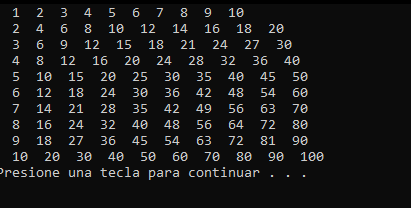 1 2 3 4 5 6 7 8 9 10
2 4 6 8 10 12 14 16 18 20
3 6 9 12 15 18 21 24 27 30
4 8 12 16 20 24 28 32 36 40
5 10 15 20 25 30 35 40 45 50
6 12 18 24 30 36 42 48 54 60
7 14 21 28 35 42 49 56 63 70
8 16 24 32 40 48 56 64 72 80
9 18 27 36 45 54 63 72 81 90
10 20 30 40 50 60 70 80 90 100
Presione una tecla para continuar . . .